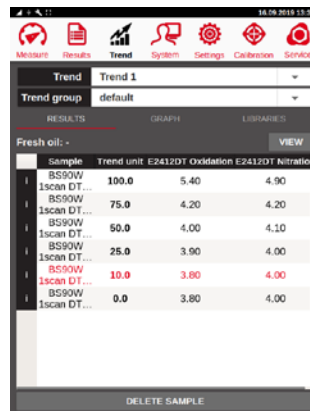 16.09.2019 13:3
Measure Results Trend System Settings Calibration Service
Trend Trend 1
Trend group default
RESULTS GRAPH LIBRARIES
Fresh oil: - VIEW
Sample Trend unit E2412DT Oxidation E2412DT Nitratio
i BS90W 1scan DT... 100.0 5.40 4.90
i BS90W 1scan DT... 75.0 4.20 4.20
i BS90W 1scan DT... 50.0 4.00 4.10
i BS90W 1scan DT... 25.0 3.90 4.00
i BS90W 1scan DT... 10.0 3.80 4.00
i BS90W 1scan DT... 0.0 3.80 4.00
DELETE SAMPLE